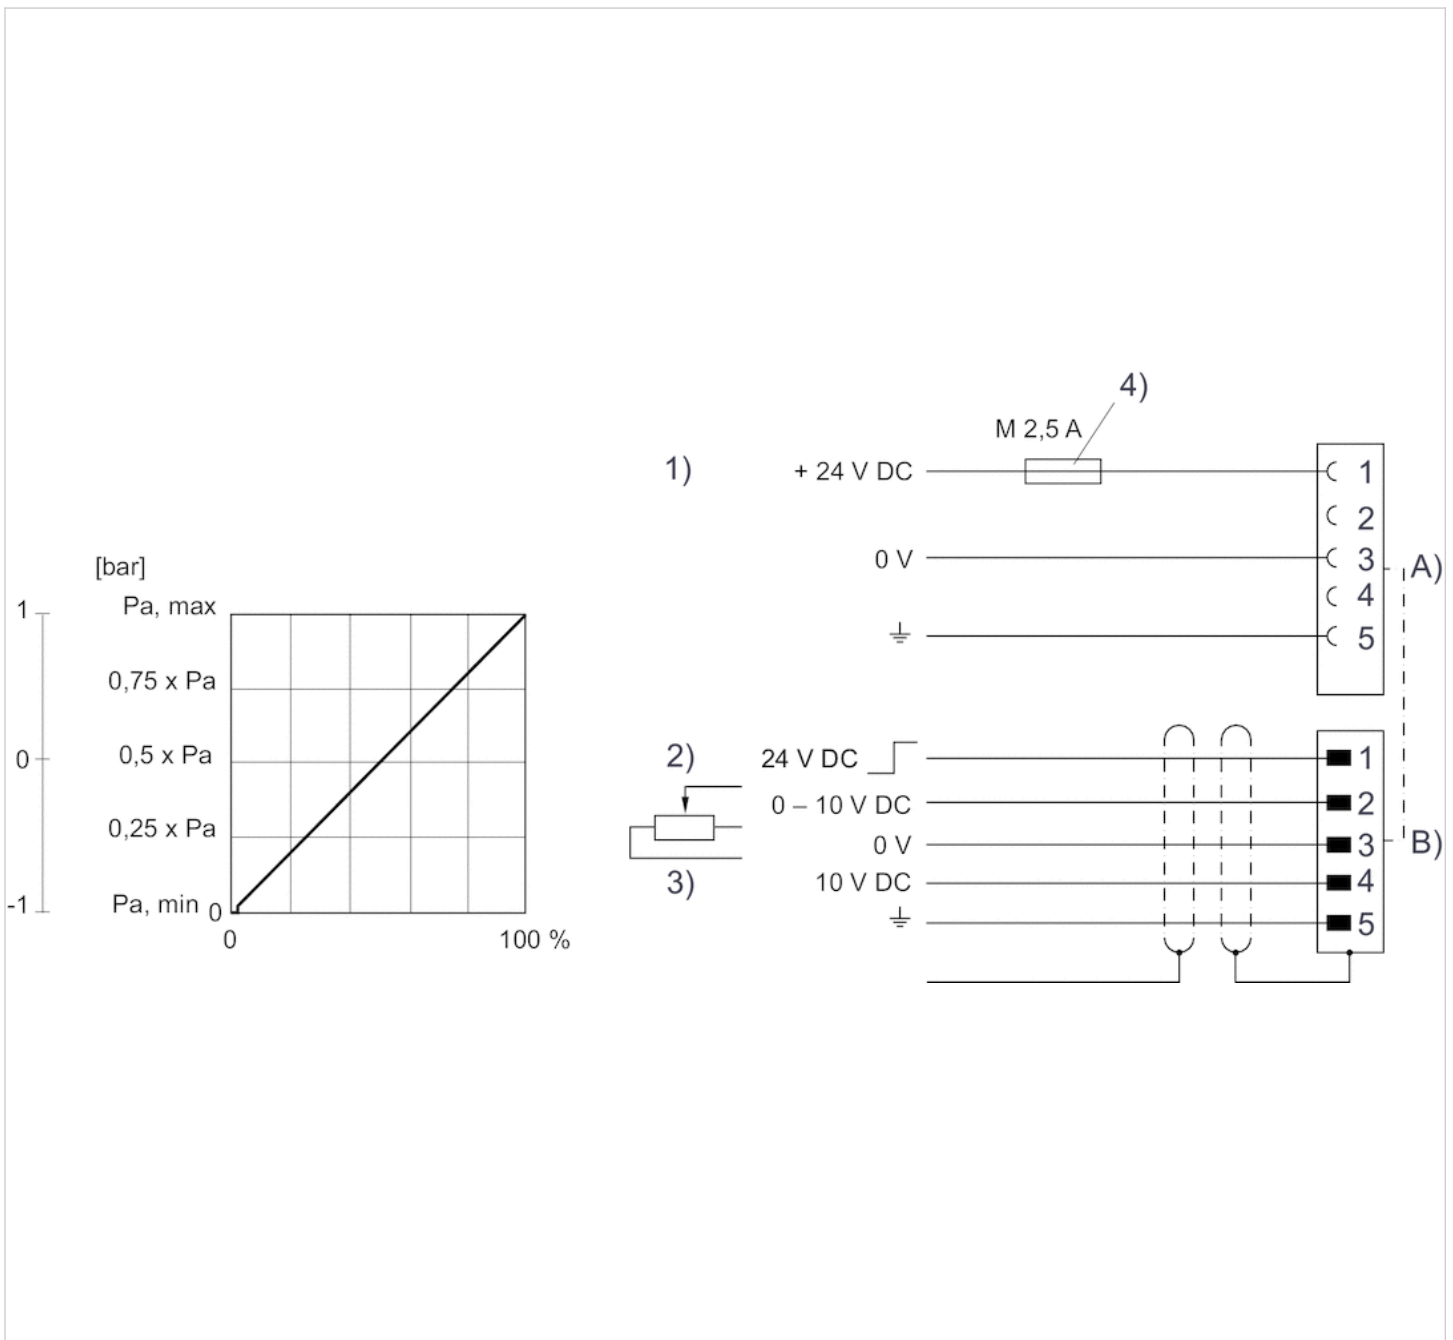 4)
M 2,5 A
1)
+ 24 V DC
1
2
0 V
3
A)
4
5
[bar]
1
Pa, max
0,75 x Pa
0
0,5 x Pa
0,25 x Pa
-1
Pa, min
0
0
100 %
2)
24 V DC
1
0 – 10 V DC
2
0 V
3
B)
3)
10 V DC
4
5